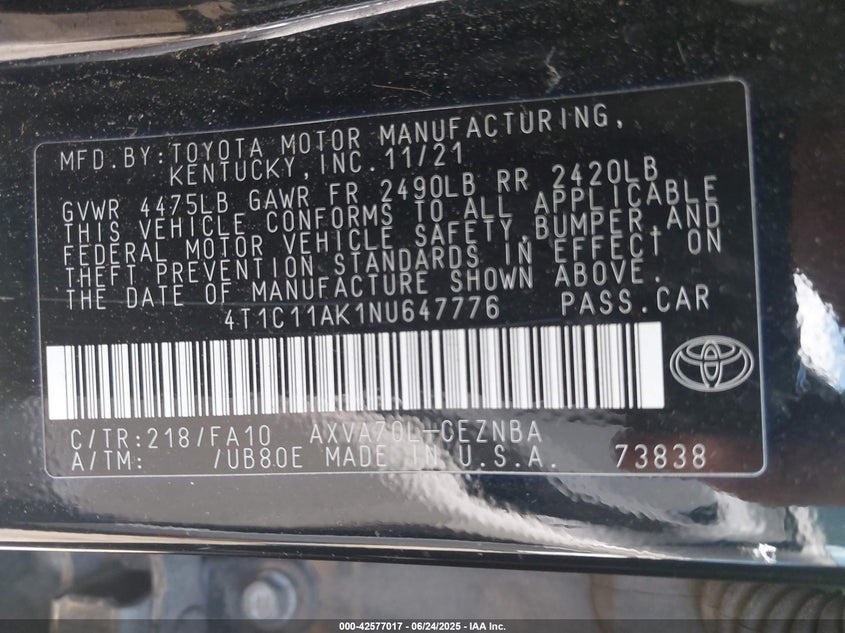 MFD.BY:TOYOTA MOTOR MANUFACTURING,
KENTUCKY,INC.11/21
GVWR 4475LB GAWR FR 2490LB RR 2420LB
THIS VEHICLE CONFORMS TO ALL APPLICABLE
FEDERAL MOTOR VEHICLE SAFETY,BUMPER,AND
THEFT PREVENTION STANDARDS IN EFFECT ON
THE DATE OF MANUFACTURE SHOWN ABOVE.
4T1C11AK1NU647776 PASS.CAR
C/TR:218/FA10 AXVA70L-CEZNBA
A/TM: /UB80E MADE IN U.S.A. 73838
000-42577017 - 06/24/2025 - IAA Inc.